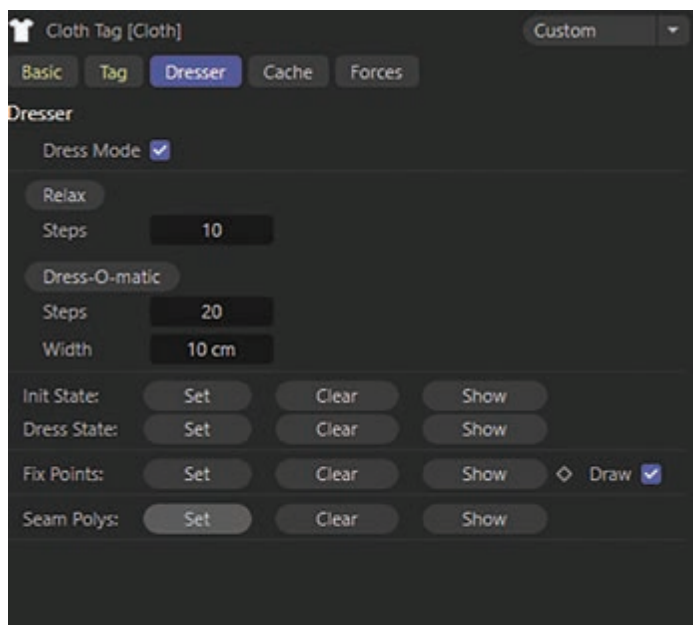 Cloth Tag [Cloth] Custom
Basic Tag Dresser Cache Forces
Dresser
Dress Mode
Relax
Steps 10
Dress-O-matic
Steps 20
Width 10 cm
Init State: Set Clear Show
Dress State: Set Clear Show
Fix Points: Set Clear Show Draw
Seam Polys: Set Clear Show